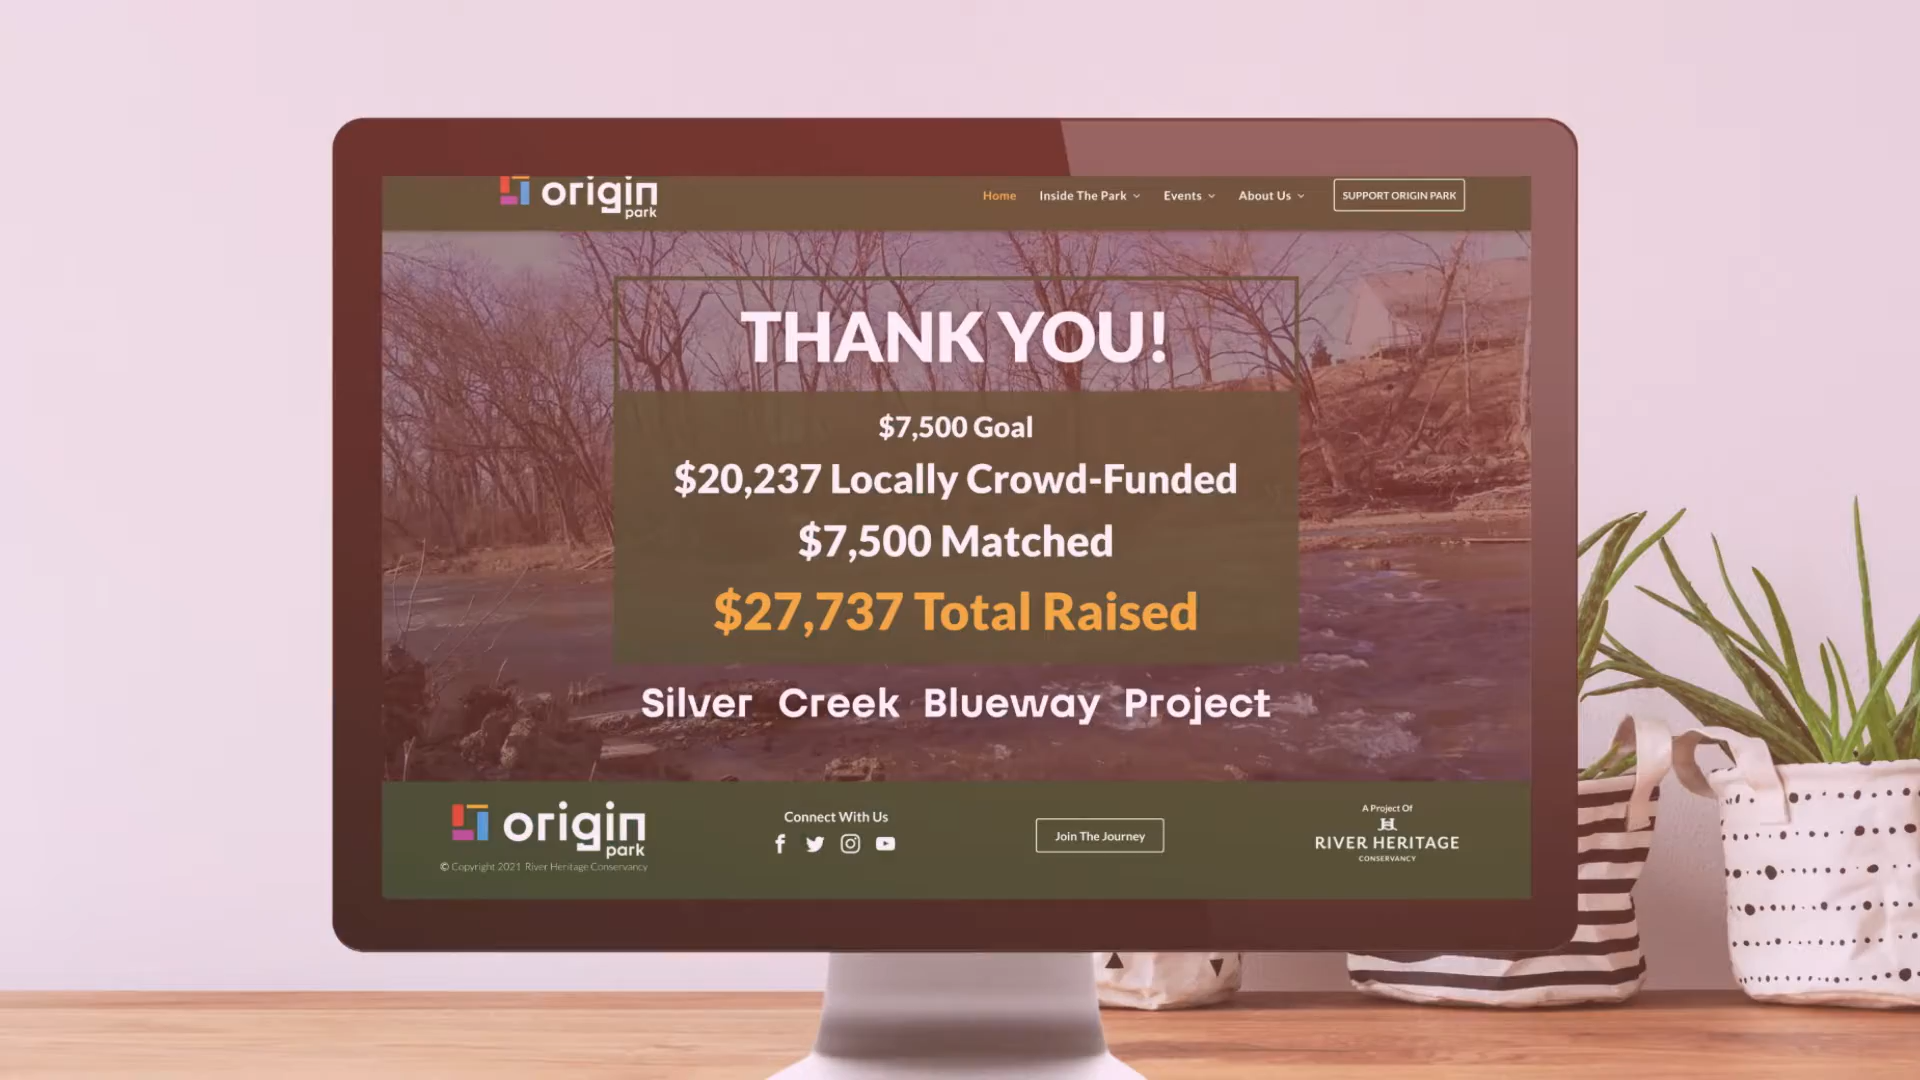 origin
park
Home
Inside The Park
Events
About Us
SUPPORT ORIGIN PARK
THANK YOU!
$7,500 Goal
$20,237 Locally Crowd-Funded
$7,500 Matched
$27,737 Total Raised
Silver Creek Blueway Project
origin
park
© Copyright 2021 River Heritage Conservancy
Connect With Us
Join The Journey
A Project Of
RIVER HERITAGE
CONSERVANCY